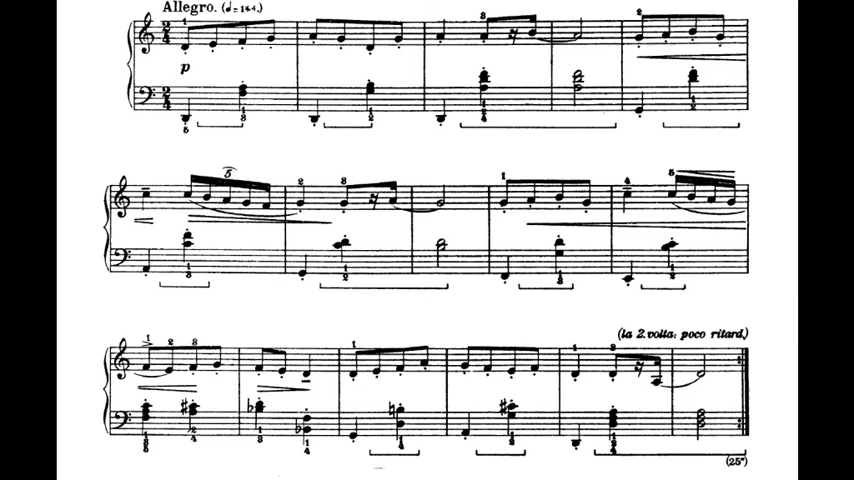 Allegro. (♩=144.)
p
(la 2. volta: poco ritard.)
(25")